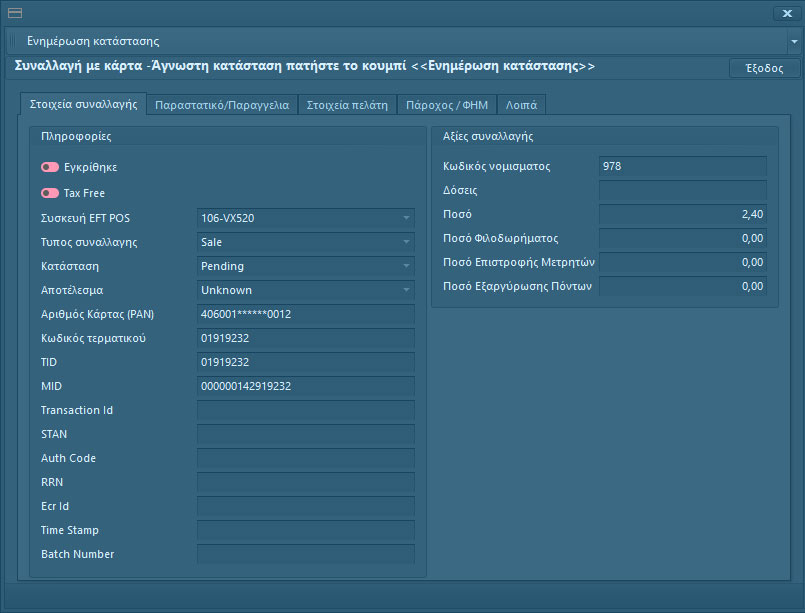 Ενημέρωση κατάστασης
Συναλλαγή με κάρτα -Άγνωστη κατάσταση πατήστε το κουμπί <<Ενημέρωση κατάστασης>>
Έξοδος
Στοιχεία συναλλαγής Παραστατικό/Παραγγελια Στοιχεία πελάτη Πάροχος / ΦΗΜ Λοιπά
Πληροφορίες
Εγκρίθηκε
Tax Free
Συσκευή EFT POS 106-VX520
Τυπος συναλλαγης Sale
Κατάσταση Pending
Αποτέλεσμα Unknown
Αριθμός Κάρτας (PAN) 406001******0012
Κωδικός τερματικού 01919232
TID 01919232
MID 000000142919232
Transaction Id
STAN
Auth Code
RRN
Ecr Id
Time Stamp
Batch Number
Αξίες συναλλαγής
Κωδικός νομισματος 978
Δόσεις
Ποσό 2,40
Ποσό Φιλοδωρήματος 0,00
Ποσό Επιστροφής Μετρητών 0,00
Ποσό Εξαργύρωσης Πόντων 0,00